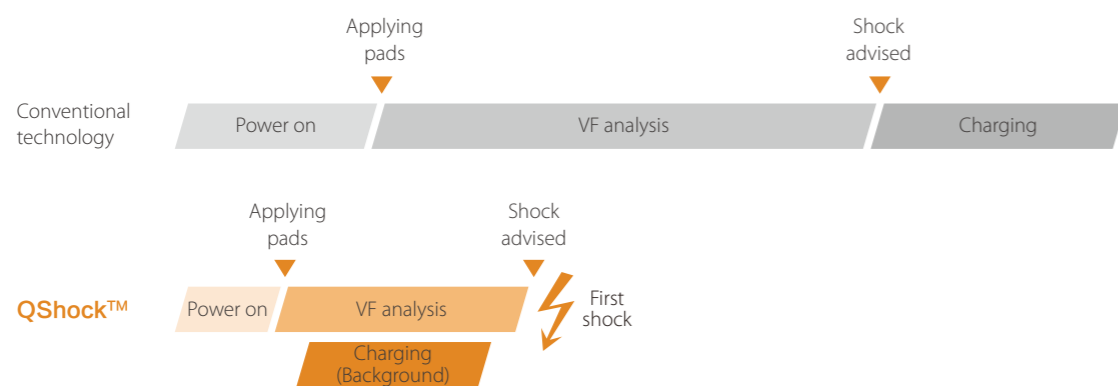 Applying
pads
Shock
advised
Conventional
technology
Power on
VF analysis
Charging
Applying
pads
Shock
advised
QShock™
Power on
VF analysis
First
shock
Charging
(Background)